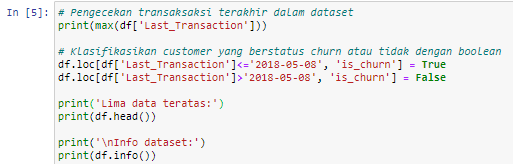 In [5]: # Pengecekan transaksaksi terakhir dalam dataset
print(max(df['Last_Transaction']))
# Klasifikasikan customer yang berstatus churn atau tidak dengan boolean
df.loc[df['Last_Transaction']<='2018-05-08', 'is_churn'] = True
df.loc[df['Last_Transaction']>'2018-05-08', 'is_churn'] = False
print('Lima data teratas:')
print(df.head())
print('\nInfo dataset:')
print(df.info())